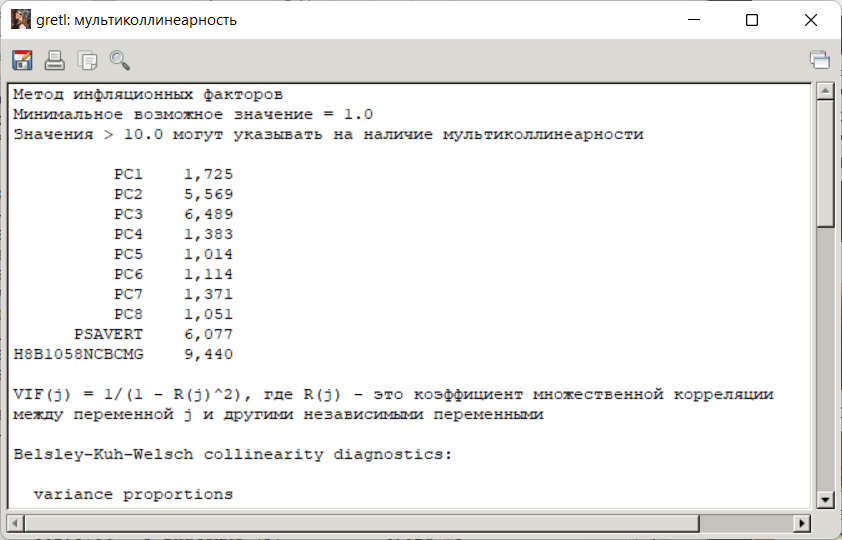 gretl: мультиколлинеарность
Метод инфляционных факторов
Минимальное возможное значение = 1.0
Значения > 10.0 могут указывать на наличие мультиколлинеарности
PC1 1,725
PC2 5,569
PC3 6,489
PC4 1,383
PC5 1,014
PC6 1,114
PC7 1,371
PC8 1,051
PSAVERT 6,077
H8B1058NCBCMG 9,440
VIF(j) = 1/(1 - R(j)^2), где R(j) - это коэффициент множественной корреляции
между переменной j и другими независимыми переменными
Belsley-Kuh-Welsch collinearity diagnostics:
variance proportions